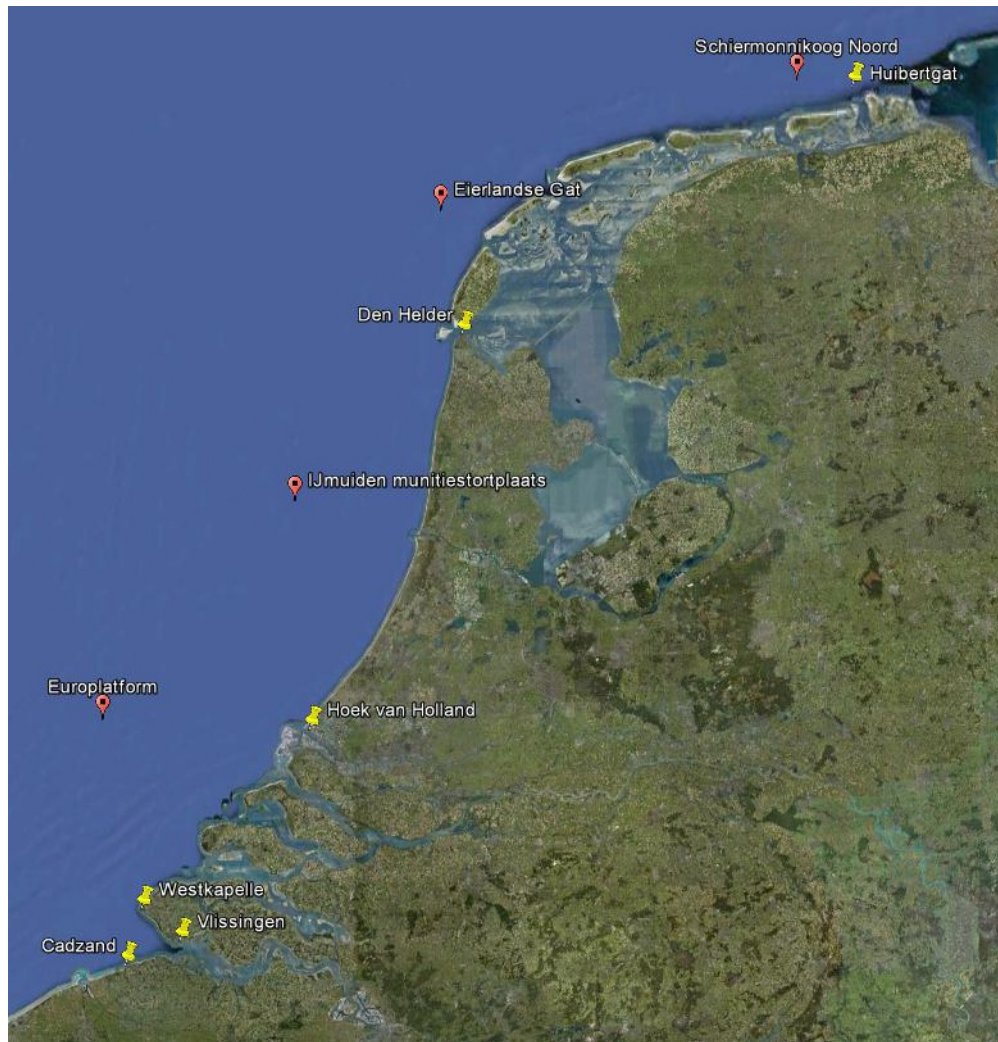 Schiermonnikoog Noord
Huibertgat
Eierlandse Gat
Den Helder
IJmuiden munitiestortplaats
Europlatform
Hoek van Holland
Westkapelle
Vlissingen
Cadzand